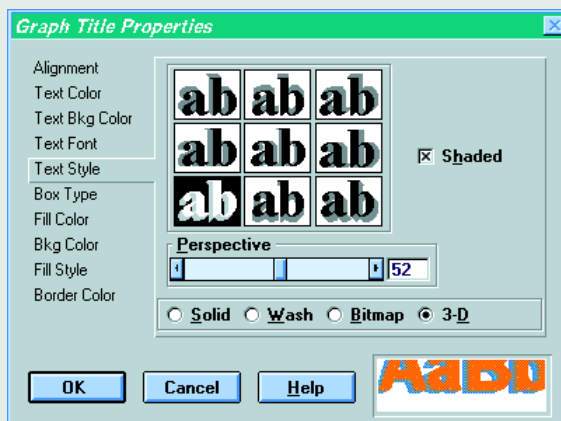 Graph Title Properties
Alignment
Text Color
Text Bkg Color
Text Font
Text Style
Box Type
Fill Color
Bkg Color
Fill Style
Border Color
ab ab ab
ab ab ab
ab ab ab
Shaded
Perspective
52
Solid Wash Bitmap 3-D
OK Cancel Help
AaBb